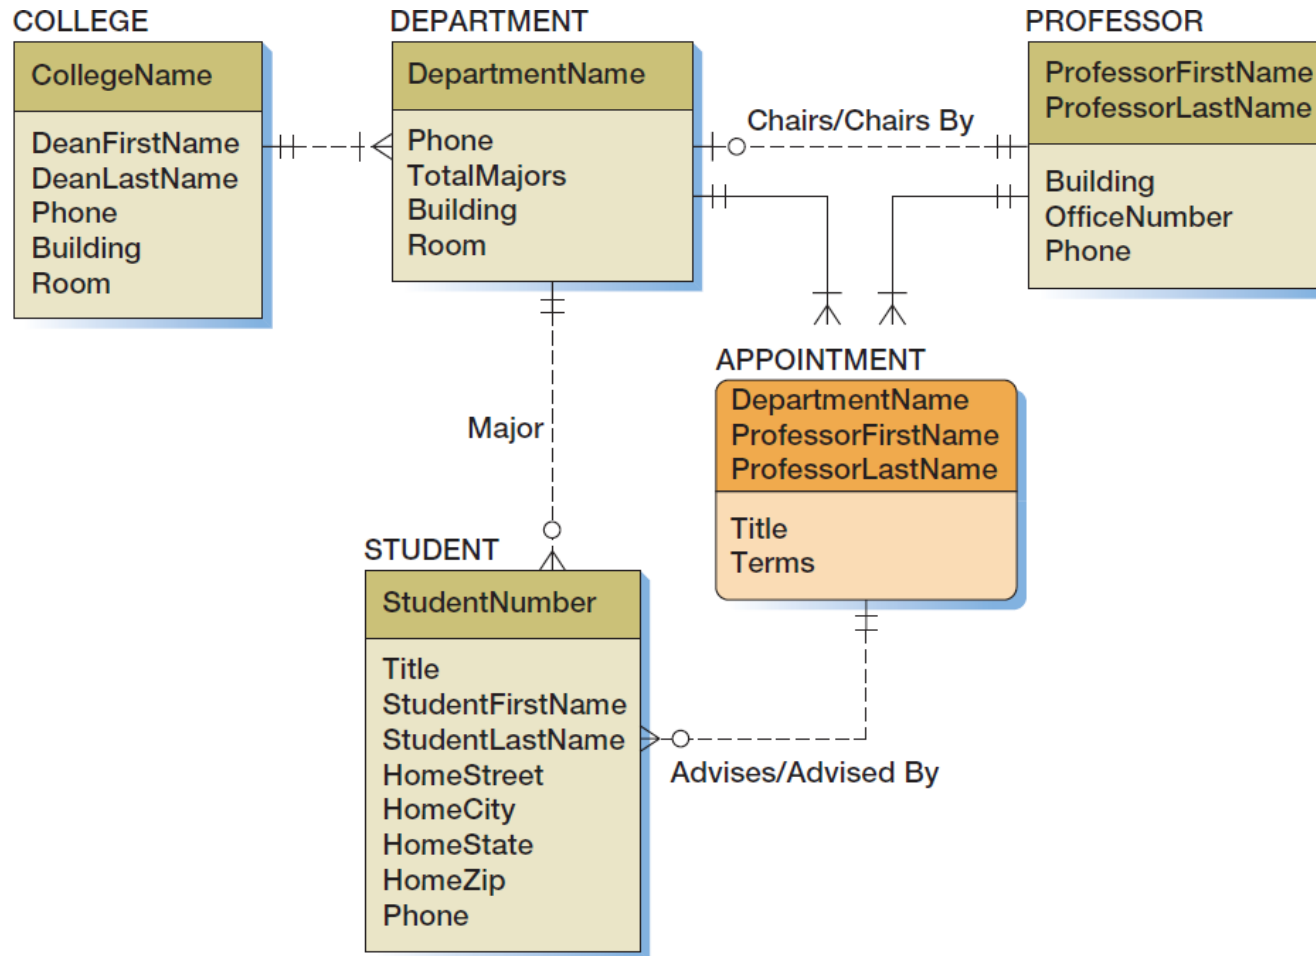 COLLEGE
CollegeName
DeanFirstName
DeanLastName
Phone
Building
Room
DEPARTMENT
DepartmentName
Phone
TotalMajors
Building
Room
Chairs/Chairs By
PROFESSOR
ProfessorFirstName
ProfessorLastName
Building
OfficeNumber
Phone
APPOINTMENT
DepartmentName
ProfessorFirstName
ProfessorLastName
Title
Terms
Major
STUDENT
StudentNumber
Title
StudentFirstName
StudentLastName
HomeStreet
HomeCity
HomeState
HomeZip
Phone
Advises/Advised By